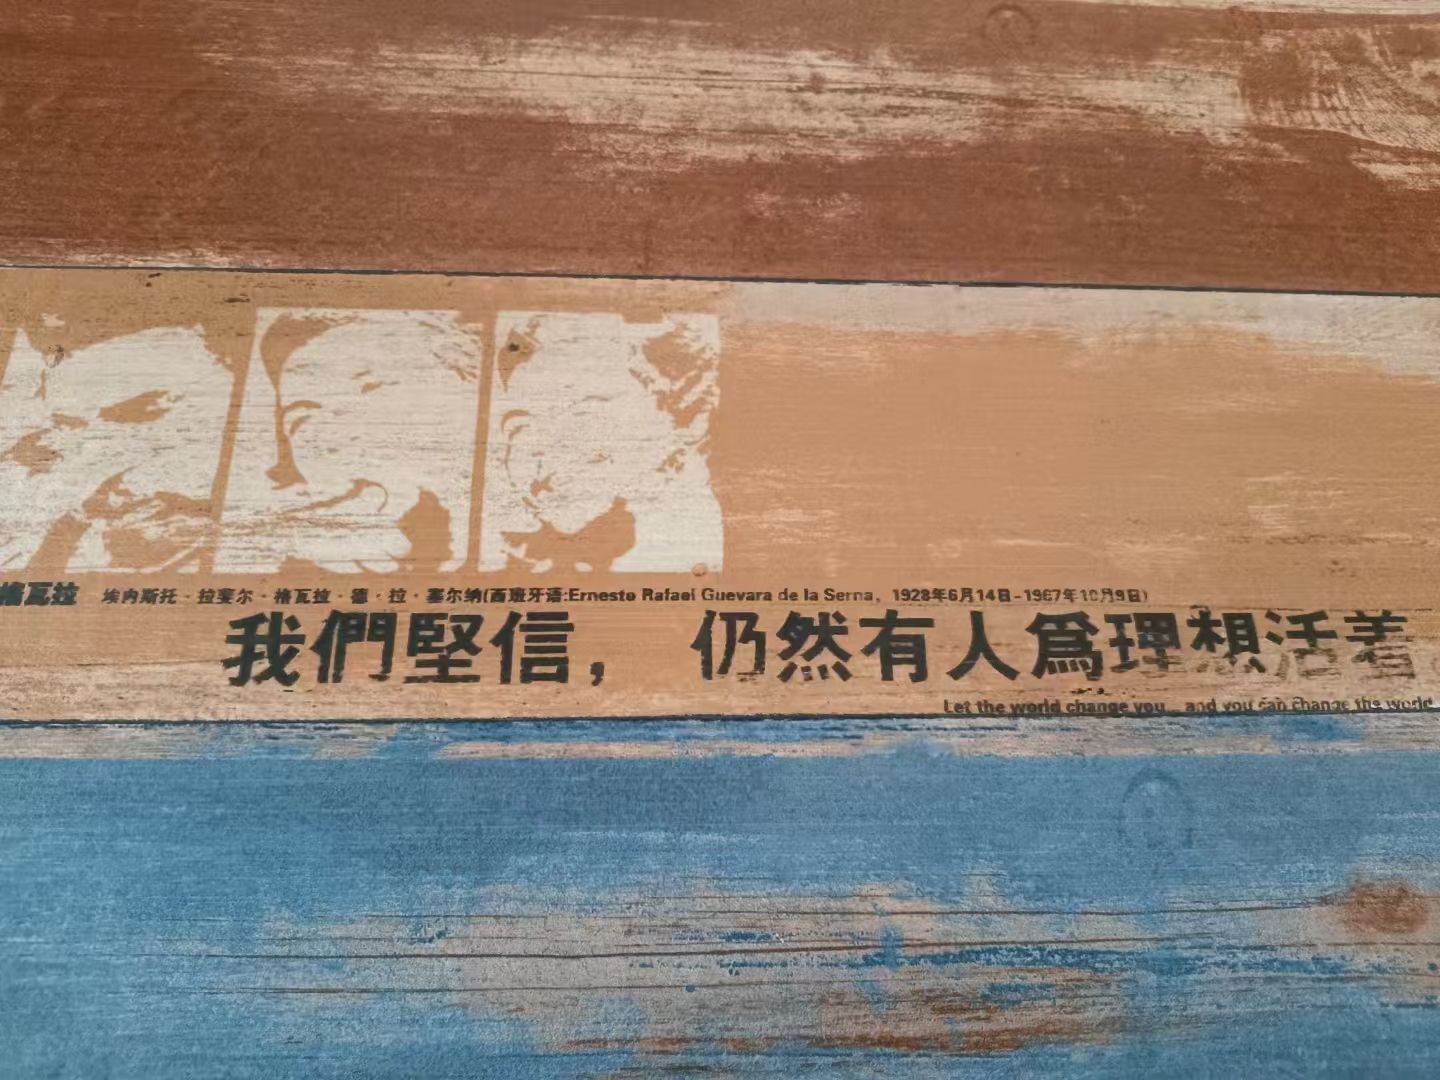 格瓦拉 埃内斯托·拉斐尔·格瓦拉·德·拉·塞尔纳(西班牙语:Ernesto Rafael Guevara de la Serna, 1928年6月14日-1967年10月9日)
我們堅信， 仍然有人爲理想活着
Let the world change you... and you can change the world